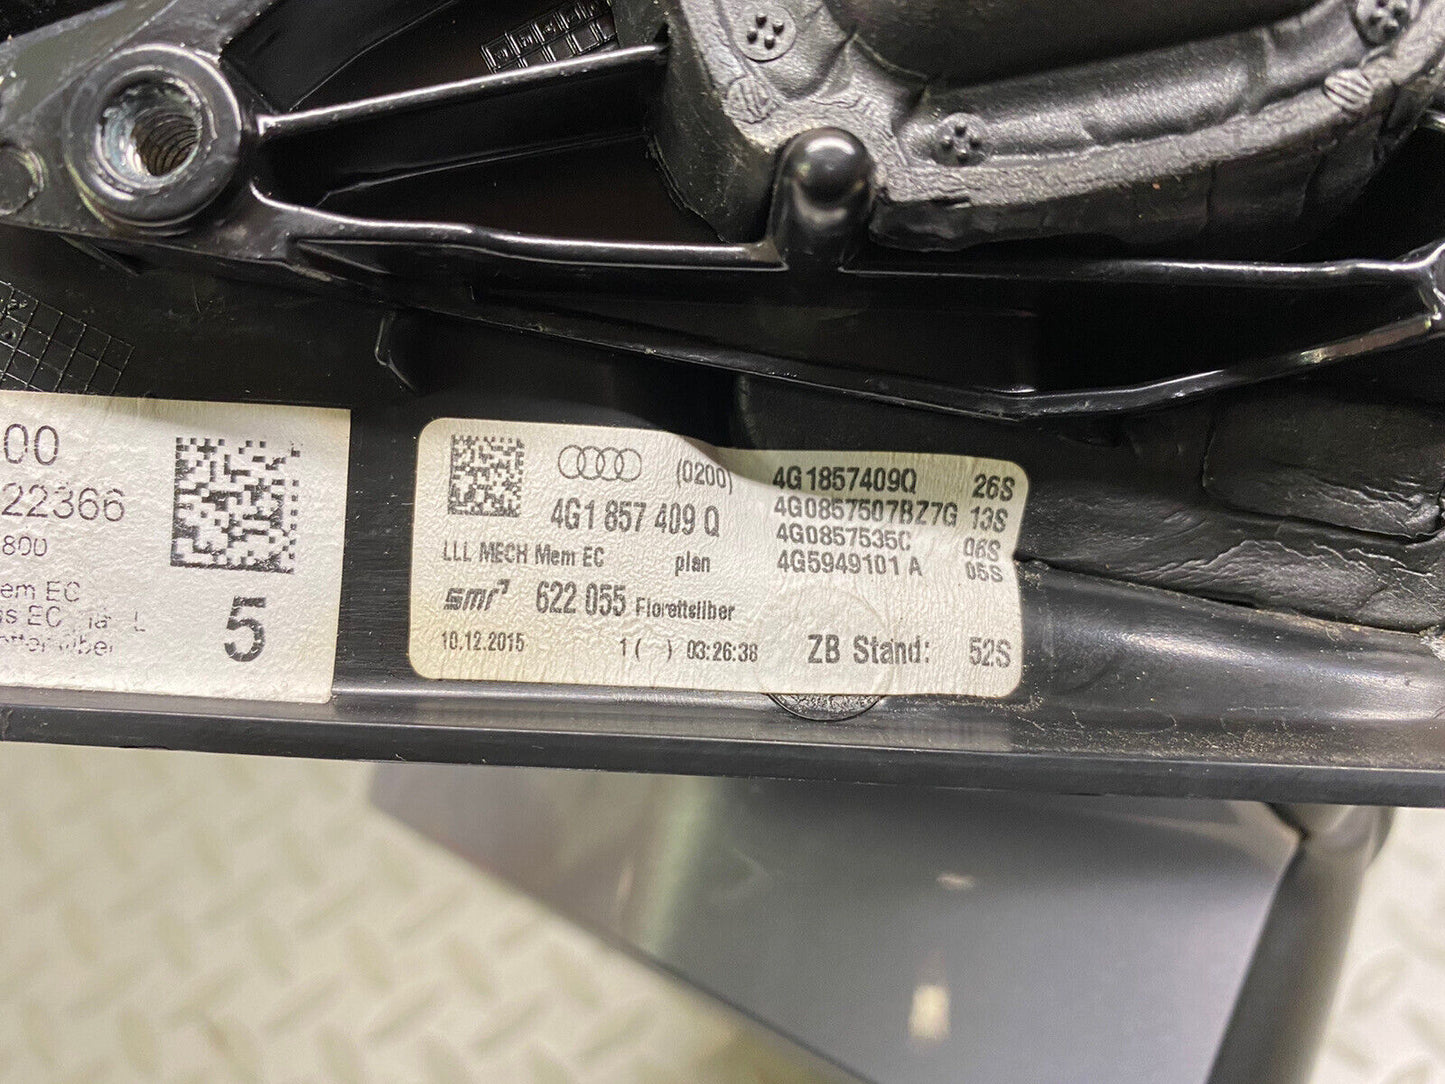 00
22366
800
em EC
5
(0200)
4G1 857 409 Q
LLL MECH Mem EC plan
smr 622 055 Florettsilber
10.12.2015 1 ( ) 03:26:38
4G1857409Q 26S
4G0857507BZ7G 13S
4G0857535C 06S
4G5949101 A 05S
ZB Stand: 52S